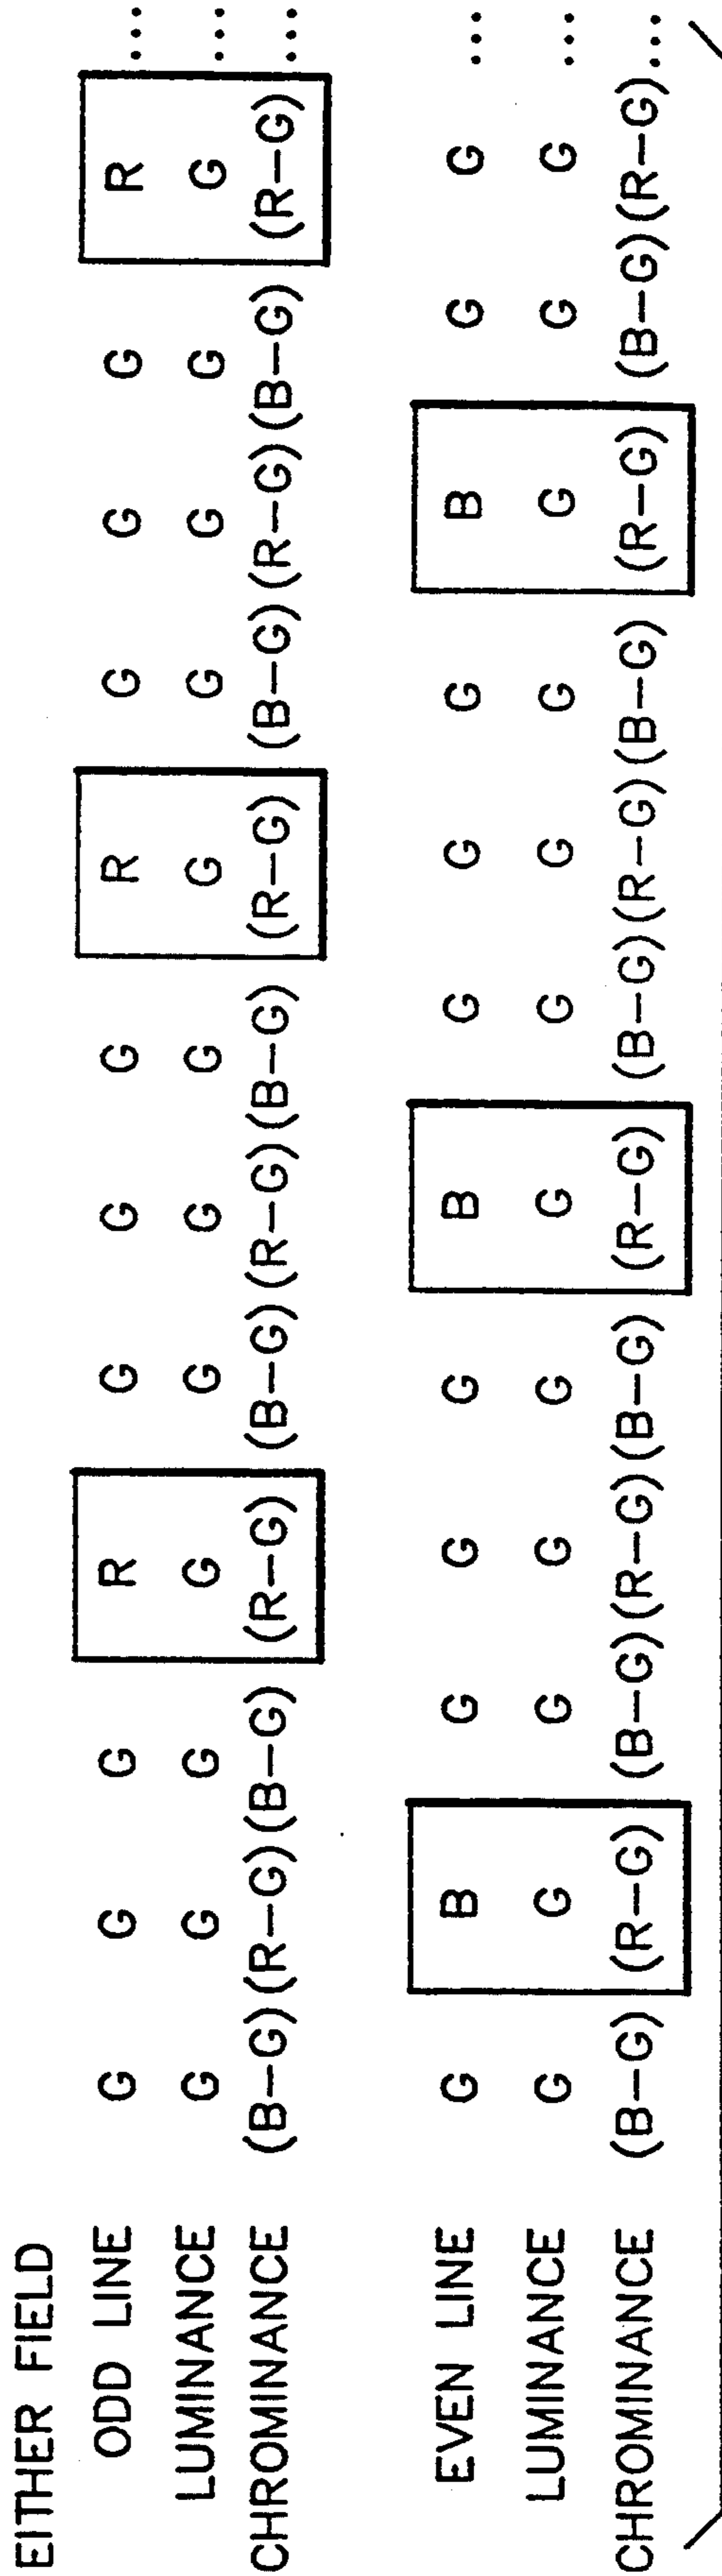 EITHER FIELD
ODD LINE G G G R G G G R G G G R ...
LUMINANCE G G G G G G G G G G G G ...
CHROMINANCE (B–G) (R–G) (B–G) (R–G) (B–G) (R–G) (B–G) (R–G) (B–G) (R–G) (B–G) (R–G) ...
EVEN LINE G B G G G B G G G B G G ...
LUMINANCE G G G G G G G G G G G G ...
CHROMINANCE (B–G) (R–G) (B–G) (R–G) (B–G) (R–G) (B–G) (R–G) (B–G) (R–G) (B–G) (R–G) ...